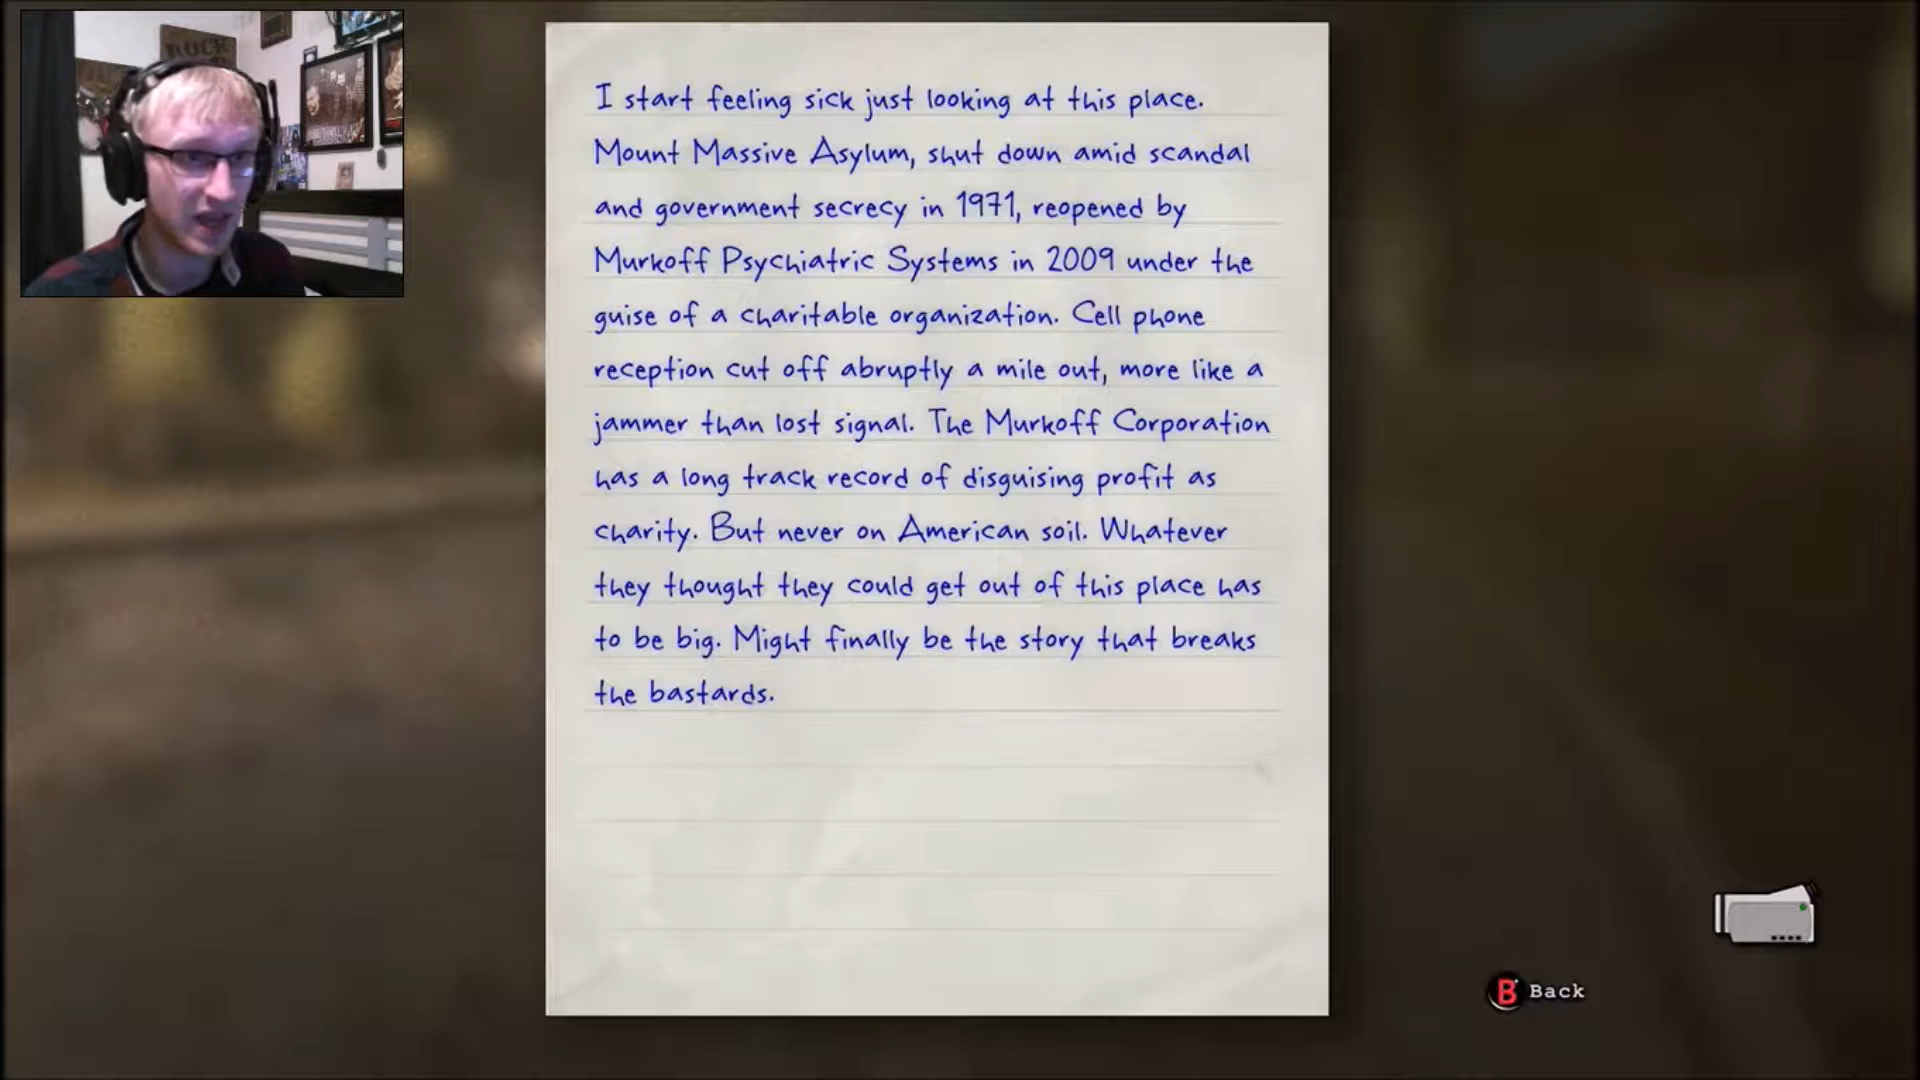 ROCK
I start feeling sick just looking at this place.
Mount Massive Asylum, shut down amid scandal
and government secrecy in 1971, reopened by
Murkoff Psychiatric Systems in 2009 under the
guise of a charitable organization. Cell phone
reception cut off abruptly a mile out, more like a
jammer than lost signal. The Murkoff Corporation
has a long track record of disguising profit as
charity. But never on American soil. Whatever
they thought they could get out of this place has
to be big. Might finally be the story that breaks
the bastards.
B Back